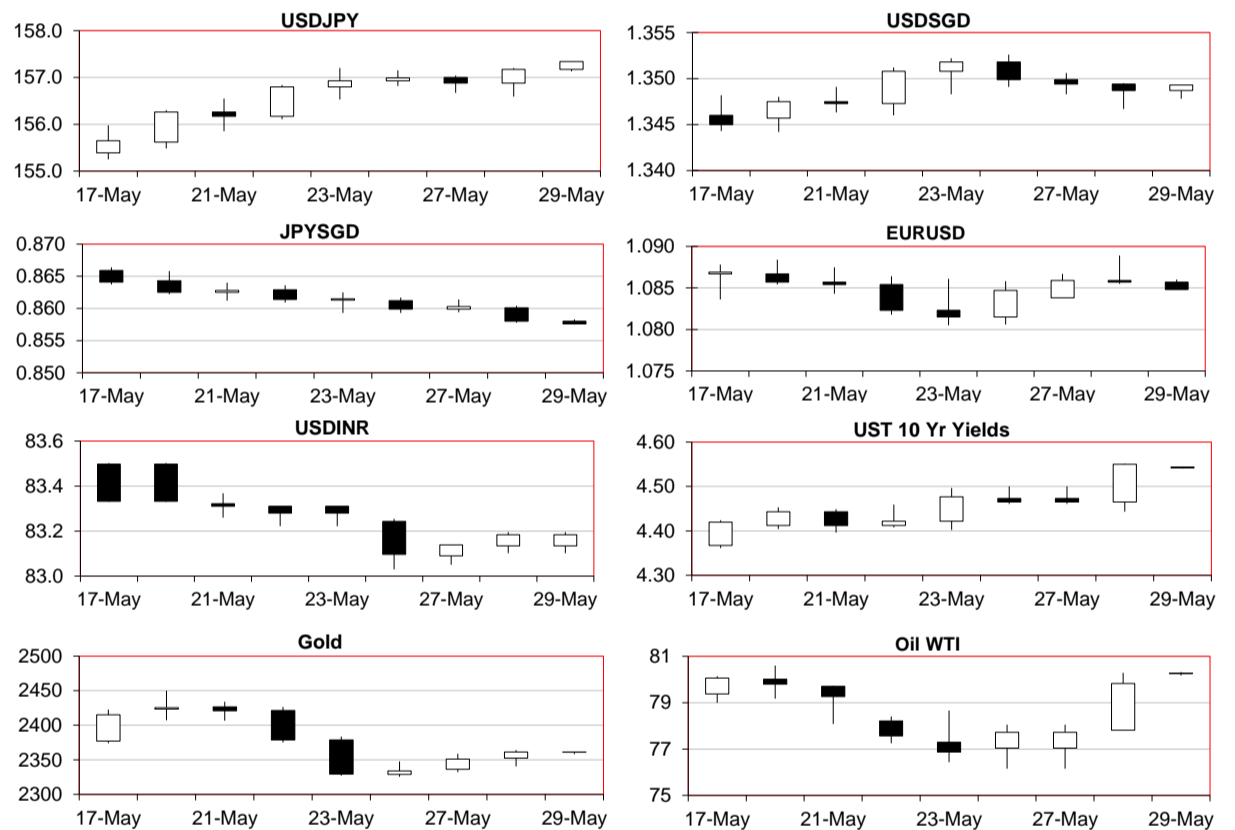 USDJPY
158.0
157.0
156.0
155.0
17-May 21-May 23-May 27-May 29-May
USDSGD
1.355
1.350
1.345
1.340
17-May 21-May 23-May 27-May 29-May
JPYSGD
0.870
0.865
0.860
0.855
0.850
17-May 21-May 23-May 27-May 29-May
EURUSD
1.090
1.085
1.080
1.075
17-May 21-May 23-May 27-May 29-May
USDINR
83.6
83.4
83.2
83.0
17-May 21-May 23-May 27-May 29-May
UST 10 Yr Yields
4.60
4.50
4.40
4.30
17-May 21-May 23-May 27-May 29-May
Gold
2500
2450
2400
2350
2300
17-May 21-May 23-May 27-May 29-May
Oil WTI
81
79
77
75
17-May 21-May 23-May 27-May 29-May